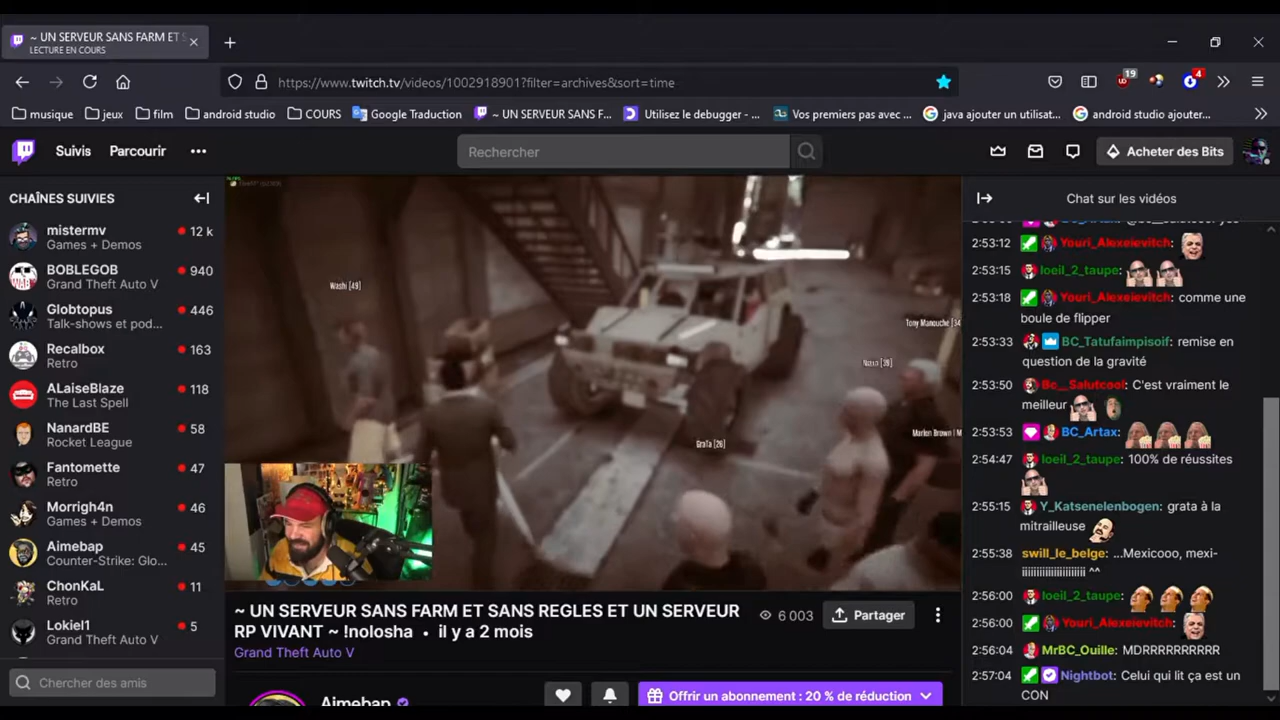 ~ UN SERVEUR SANS FARM ET S
LECTURE EN COURS
https://www.twitch.tv/videos/1002918901?filter=archives&sort=time
19
4
musique
jeux
film
android studio
COURS
Google Traduction
~ UN SERVEUR SANS F...
Utilisez le debugger - ...
Vos premiers pas avec ...
java ajouter un utilisat...
android studio ajouter...
Suivis
Parcourir
Rechercher
Acheter des Bits
CHAÎNES SUIVIES
mistermv
12 k
Games + Demos
BOBLEGOB
940
Grand Theft Auto V
Globtopus
446
Talk-shows et pod...
Recalbox
163
Retro
ALaiseBlaze
118
The Last Spell
NanardBE
58
Rocket League
Fantomette
47
Retro
Morrigh4n
46
Games + Demos
Aimebap
45
Counter-Strike: Glo...
ChonKaL
11
Retro
Lokiel1
5
Grand Theft Auto V
Chercher des amis
Washi [49]
Tony Manouche [34
GraTa [26]
Marlen Brown | M
~ UN SERVEUR SANS FARM ET SANS REGLES ET UN SERVEUR
RP VIVANT ~ !nolosha • il y a 2 mois
Grand Theft Auto V
6 003
Partager
Aimebap
Offrir un abonnement : 20 % de réduction
Chat sur les vidéos
2:53:12 Youri_Alexeievitch:
2:53:15 loeil_2_taupe:
2:53:18 Youri_Alexeievitch: comme une
boule de flipper
2:53:33 BC_Tatufaimpisoif: remise en
question de la gravité
2:53:50 Bc__Salutcool: C'est vraiment le
meilleur
2:53:53 BC_Artax:
2:54:47 loeil_2_taupe: 100% de réussites
2:55:15 Y_Katsenelenbogen: grata à la
mitrailleuse
2:55:38 swill_le_belge: ...Mexicooo, mexi-
iiiiiiiiiiiiiiiiiiiii ^^
2:56:00 loeil_2_taupe:
2:56:00 Youri_Alexeievitch:
2:56:04 MrBC_Ouille: MDRRRRRRRRRR
2:57:04 Nightbot: Celui qui lit ça est un
CON